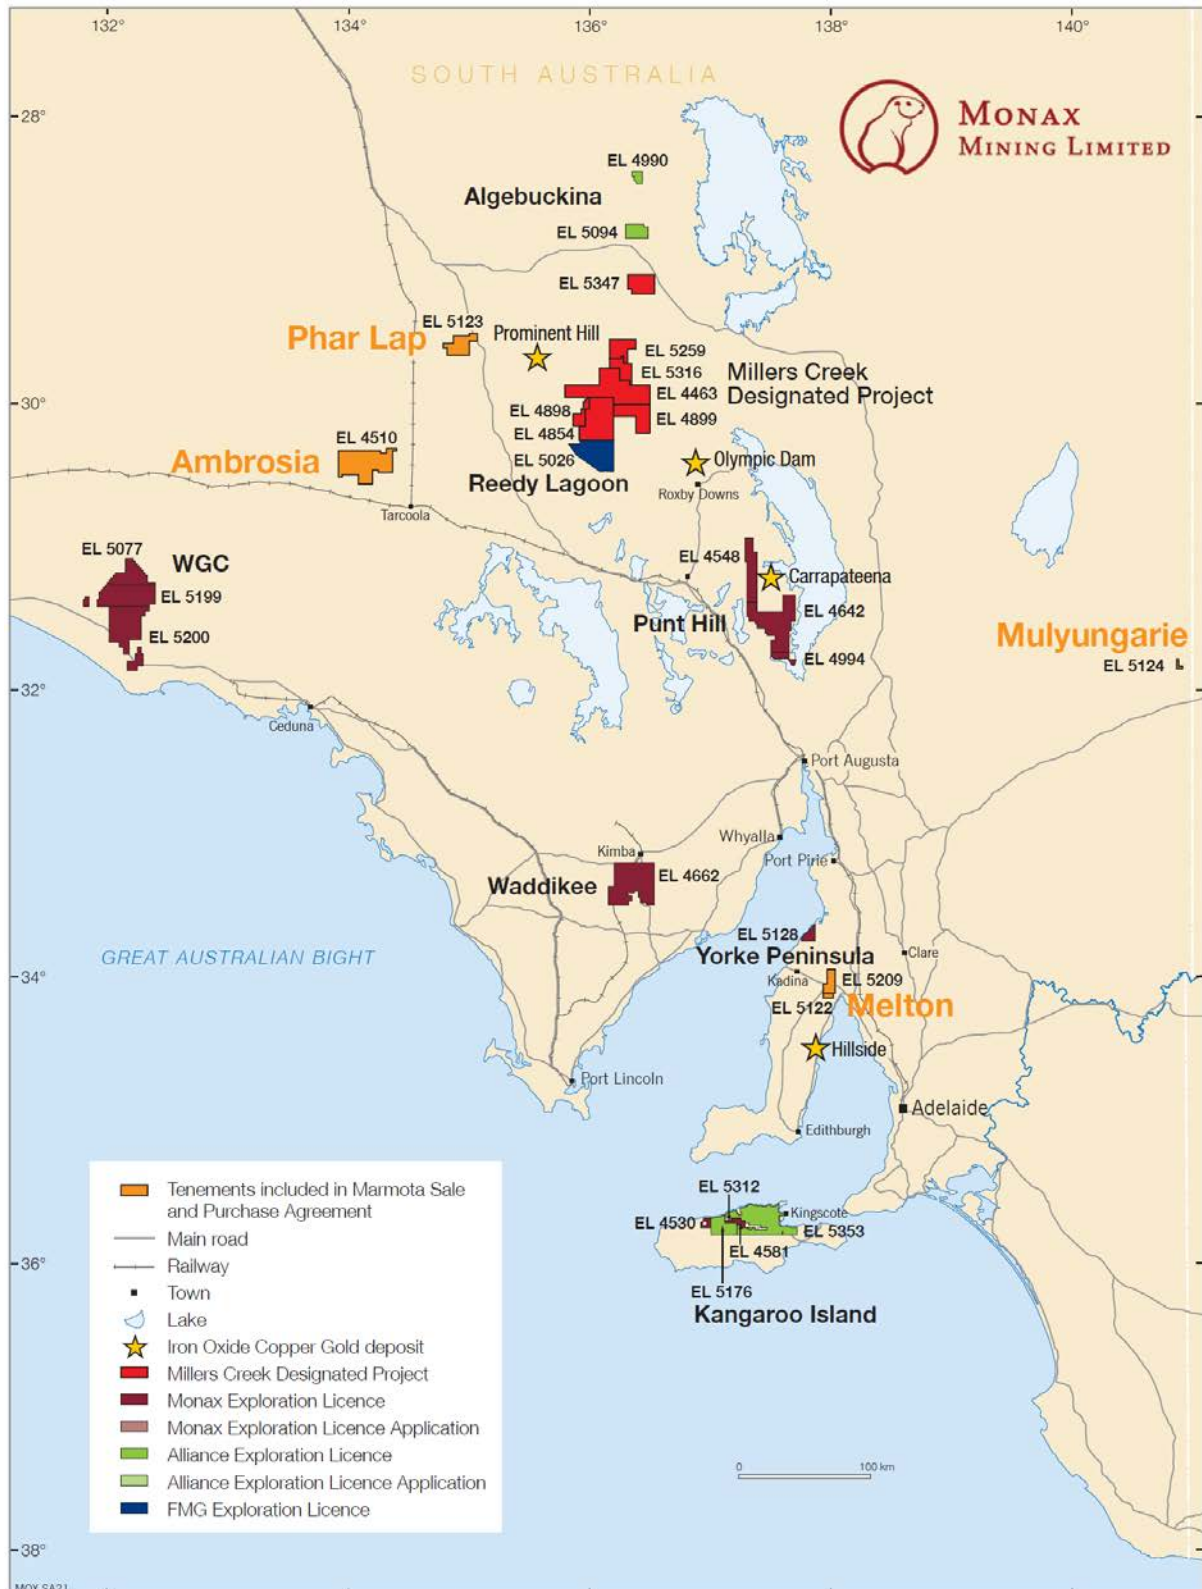 132°
134°
136°
138°
140°
SOUTH AUSTRALIA
MONAX
MINING LIMITED
28°
EL 4990
Algebuckina
EL 5094
EL 5347
EL 5123
Phar Lap
Prominent Hill
EL 5259
EL 5316
Millers Creek
Designated Project
EL 4463
30°
EL 4898
EL 4899
EL 4854
EL 4510
Ambrosia
EL 5026
Olympic Dam
Reedy Lagoon
Roxby Downs
Tarcoola
EL 5077
WGC
EL 4548
Carrapateena
EL 5199
EL 4642
Punt Hill
EL 5200
Mulyungarie
EL 4994
EL 5124
32°
Ceduna
Port Augusta
Whyalla
Kimba
Port Pirie
Waddikee
EL 4662
EL 5128
Yorke Peninsula
Clare
GREAT AUSTRALIAN BIGHT
34°
Kadina
EL 5209
EL 5122
Melton
Hillside
Port Lincoln
Adelaide
Edithburgh
EL 5312
Kingscote
EL 4530
EL 5353
EL 4581
36°
EL 5176
Kangaroo Island
Tenements included in Marmota Sale
and Purchase Agreement
Main road
Railway
Town
Lake
Iron Oxide Copper Gold deposit
Millers Creek Designated Project
Monax Exploration Licence
Monax Exploration Licence Application
Alliance Exploration Licence
Alliance Exploration Licence Application
FMG Exploration Licence
0 100 km
38°